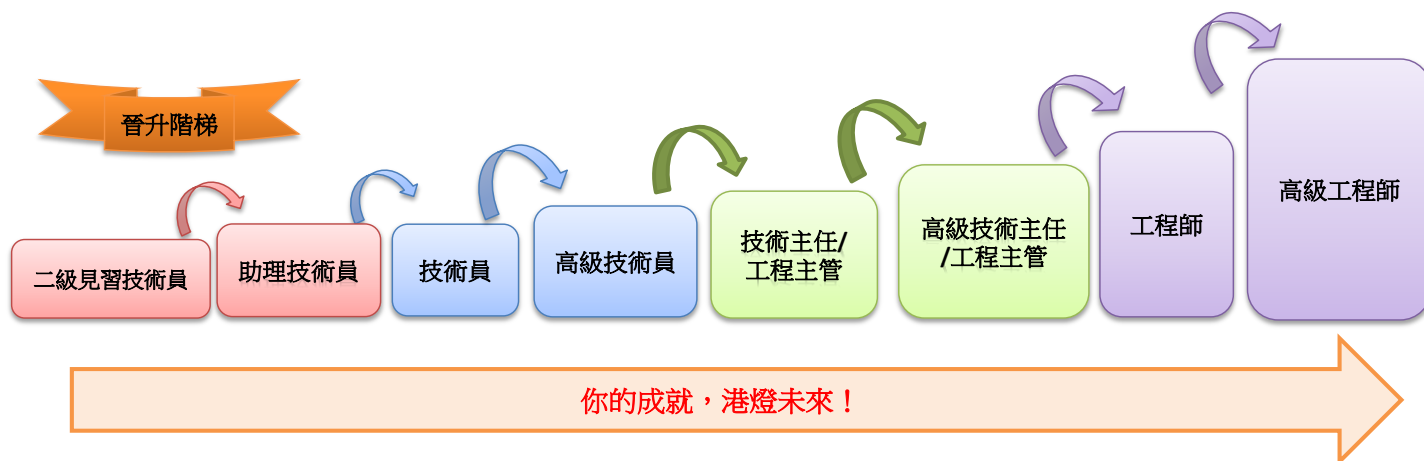 晉升階梯
二級見習技術員
助理技術員
技術員
高級技術員
技術主任/
工程主管
高級技術主任
/工程主管
工程師
高級工程師
你的成就，港燈未來！